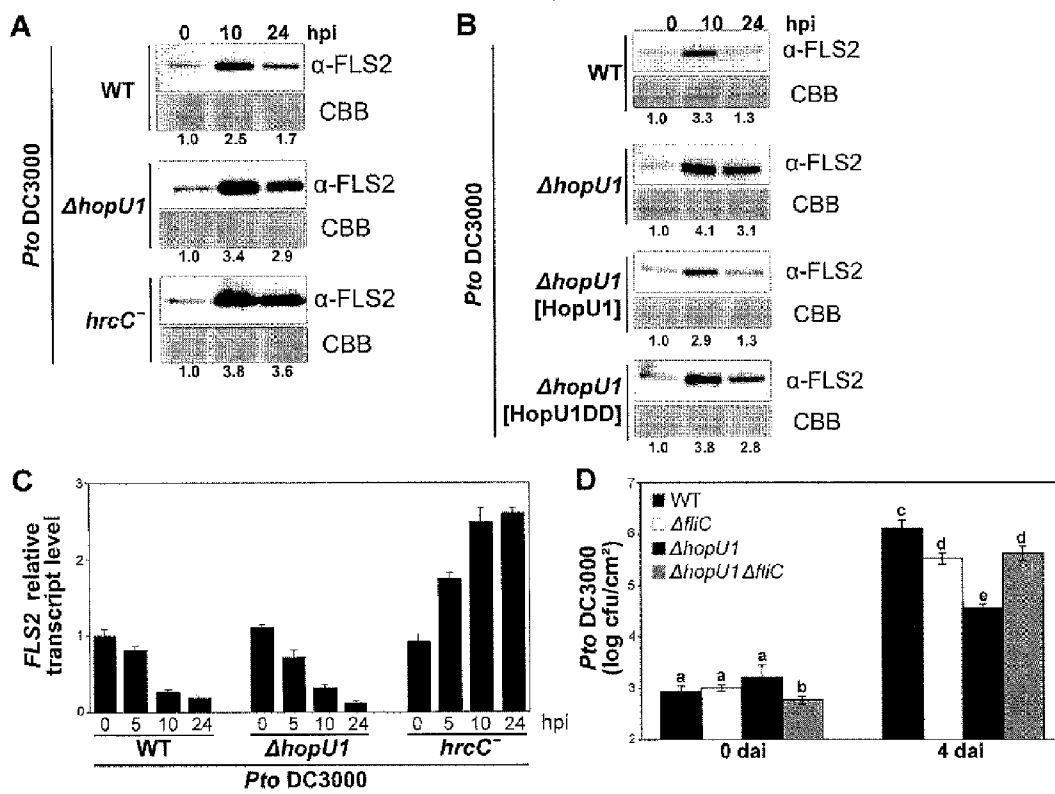 A
0 10 24 hpi
Pto DC3000
WT
α-FLS2
CBB
1.0 2.5 1.7
ΔhopU1
α-FLS2
CBB
1.0 3.4 2.9
hrcC⁻
α-FLS2
CBB
1.0 3.8 3.6
B
0 10 24 hpi
Pto DC3000
WT
α-FLS2
CBB
1.0 3.3 1.3
ΔhopU1
α-FLS2
CBB
1.0 4.1 3.1
ΔhopU1
[HopU1]
α-FLS2
CBB
1.0 2.9 1.3
ΔhopU1
[HopU1DD]
α-FLS2
CBB
1.0 3.8 2.8
C
FLS2 relative
transcript level
3
2
1
0
0 5 10 24 0 5 10 24 0 5 10 24 hpi
WT ΔhopU1 hrcC⁻
Pto DC3000
D
Pto DC3000
(log cfu/cm²)
7
6
5
4
3
2
WT
ΔfliC
ΔhopU1
ΔhopU1ΔfliC
a a a b
c d e d
0 dai 4 dai